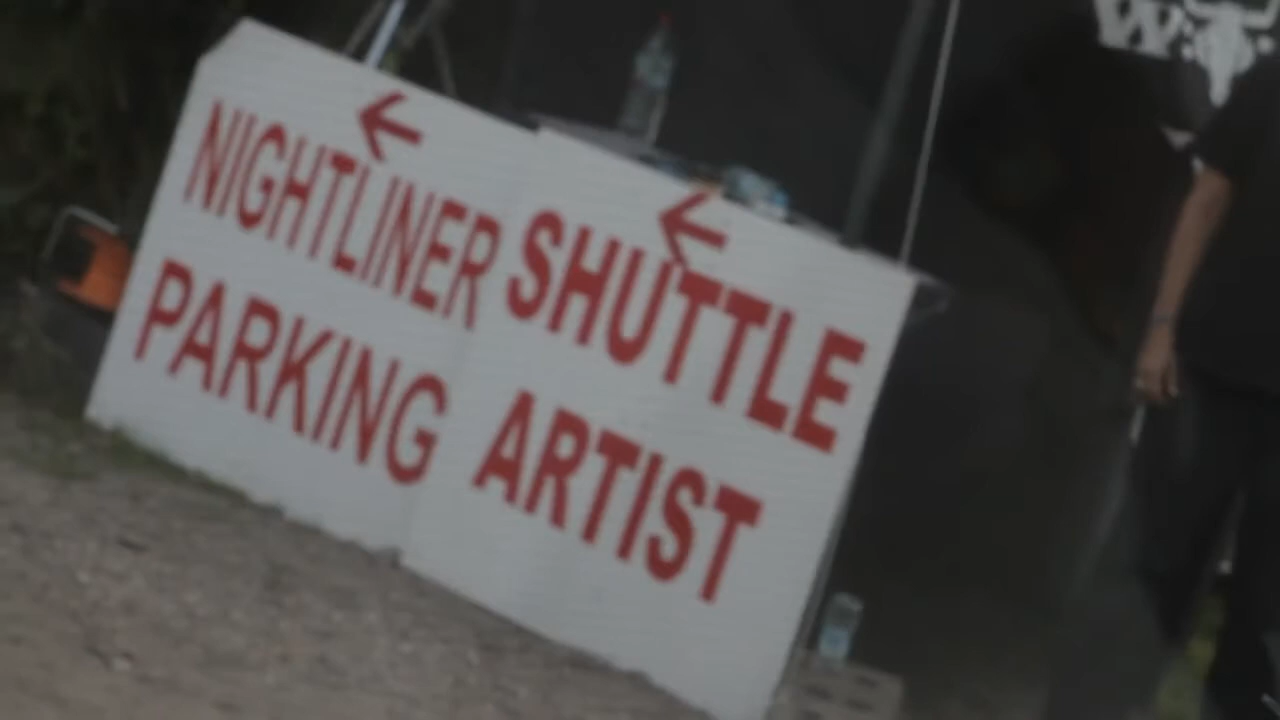 ← NIGHTLINER
PARKING
← SHUTTLE
ARTIST
W: